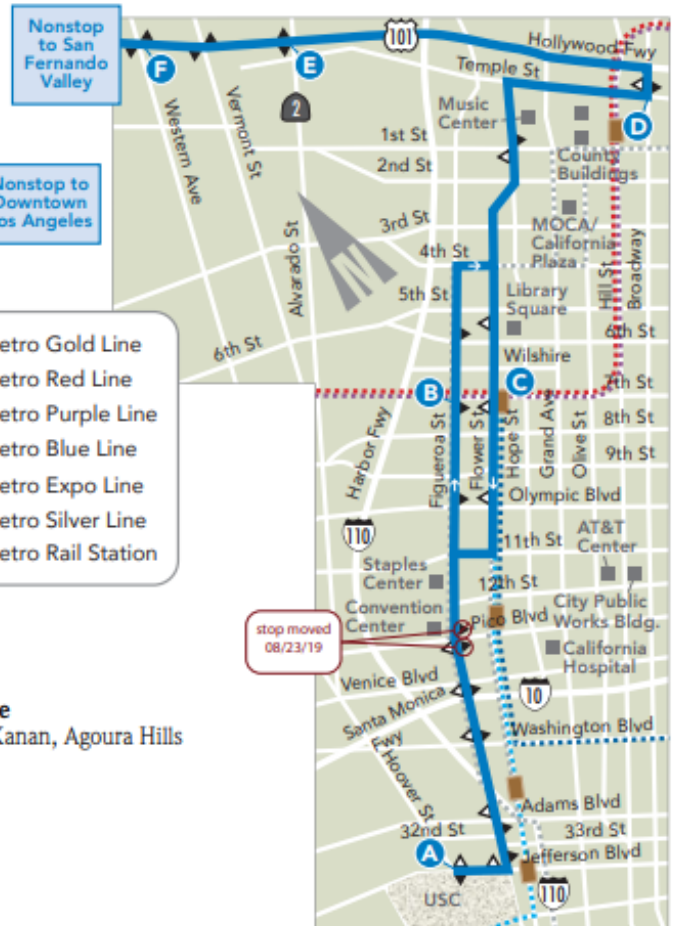 Nonstop
to San
Fernando
Valley
101
Hollywood Fwy
F
E
Temple St
D
Western Ave
Vermont St
2
Music
Center
1st St
2nd St
County
Buildings
Nonstop to
Downtown
Los Angeles
3rd St
MOCA/
California
Plaza
Alvarado St
N
4th St
Hill St
Broadway
5th St
Library
Square
6th St
6th St
Wilshire
etro Gold Line
etro Red Line
etro Purple Line
etro Blue Line
etro Expo Line
etro Silver Line
etro Rail Station
7th St
B
C
Harbor Fwy
Figueroa St
Flower St
Hope St
Grand Ave
Olive St
8th St
9th St
Olympic Blvd
110
11th St
AT&T
Center
Staples
Center
12th St
Convention
Center
Pico Blvd
City Public
Works Bldg.
stop moved
08/23/19
California
Hospital
Venice Blvd
10
Santa Monica
Fwy
Washington Blvd
e
Kanan, Agoura Hills
Hoover St
Adams Blvd
32nd St
33rd St
A
Jefferson Blvd
USC
110